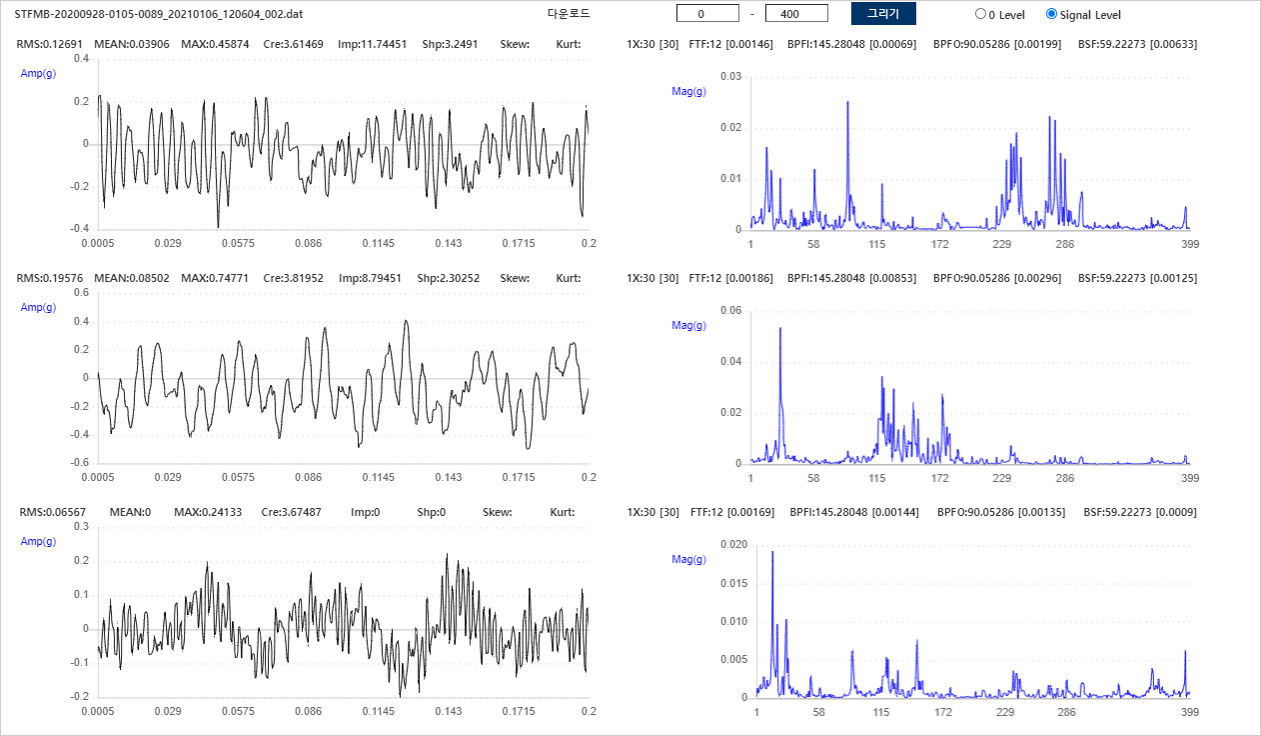 STFMB-20200928-0105-0089_20210106_120604_002.dat 다운로드 0 - 400 그리기 0 Level Signal Level
RMS:0.12691 MEAN:0.03906 MAX:0.45874 Cre:3.61469 Imp:11.74451 Shp:3.2491 Skew: Kurt:
Amp(g)
0.4
0.2
0
-0.2
-0.4
0.0005 0.029 0.0575 0.086 0.1145 0.143 0.1715 0.2
1X:30 [30] FTF:12 [0.00146] BPFI:145.28048 [0.00069] BPFO:90.05286 [0.00199] BSF:59.22273 [0.00633]
Mag(g)
0.03
0.02
0.01
0
1 58 115 172 229 286 399
RMS:0.19576 MEAN:0.08502 MAX:0.74771 Cre:3.81952 Imp:8.79451 Shp:2.30252 Skew: Kurt:
Amp(g)
0.6
0.4
0.2
0
-0.2
-0.4
-0.6
0.0005 0.029 0.0575 0.086 0.1145 0.143 0.1715 0.2
1X:30 [30] FTF:12 [0.00186] BPFI:145.28048 [0.00853] BPFO:90.05286 [0.00296] BSF:59.22273 [0.00125]
Mag(g)
0.06
0.04
0.02
0
1 58 115 172 229 286 399
RMS:0.06567 MEAN:0 MAX:0.24133 Cre:3.67487 Imp:0 Shp:0 Skew: Kurt:
Amp(g)
0.3
0.2
0.1
0
-0.1
-0.2
0.0005 0.029 0.0575 0.086 0.1145 0.143 0.1715 0.2
1X:30 [30] FTF:12 [0.00169] BPFI:145.28048 [0.00144] BPFO:90.05286 [0.00135] BSF:59.22273 [0.0009]
Mag(g)
0.020
0.015
0.010
0.005
0
1 58 115 172 229 286 399